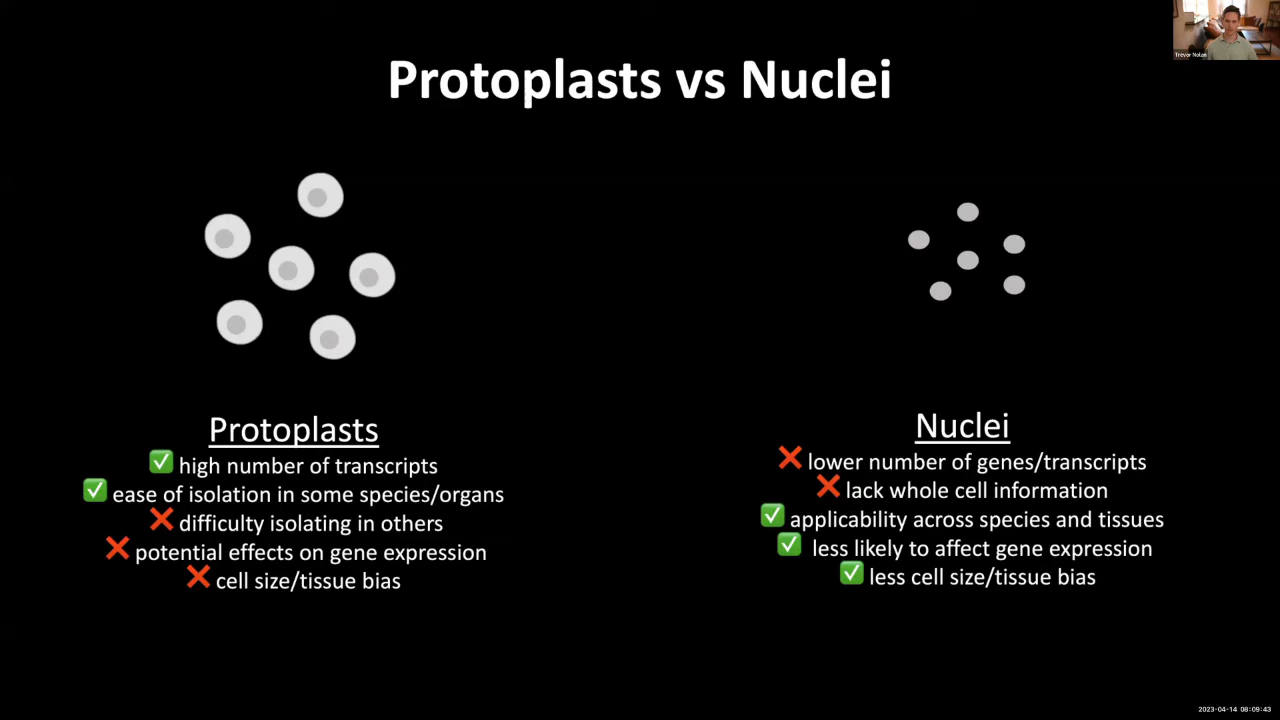 Trevor Nolan
Protoplasts vs Nuclei
Protoplasts
✅ high number of transcripts
✅ ease of isolation in some species/organs
❌ difficulty isolating in others
❌ potential effects on gene expression
❌ cell size/tissue bias
Nuclei
❌ lower number of genes/transcripts
❌ lack whole cell information
✅ applicability across species and tissues
✅ less likely to affect gene expression
✅ less cell size/tissue bias
2023-04-14 08:09:43